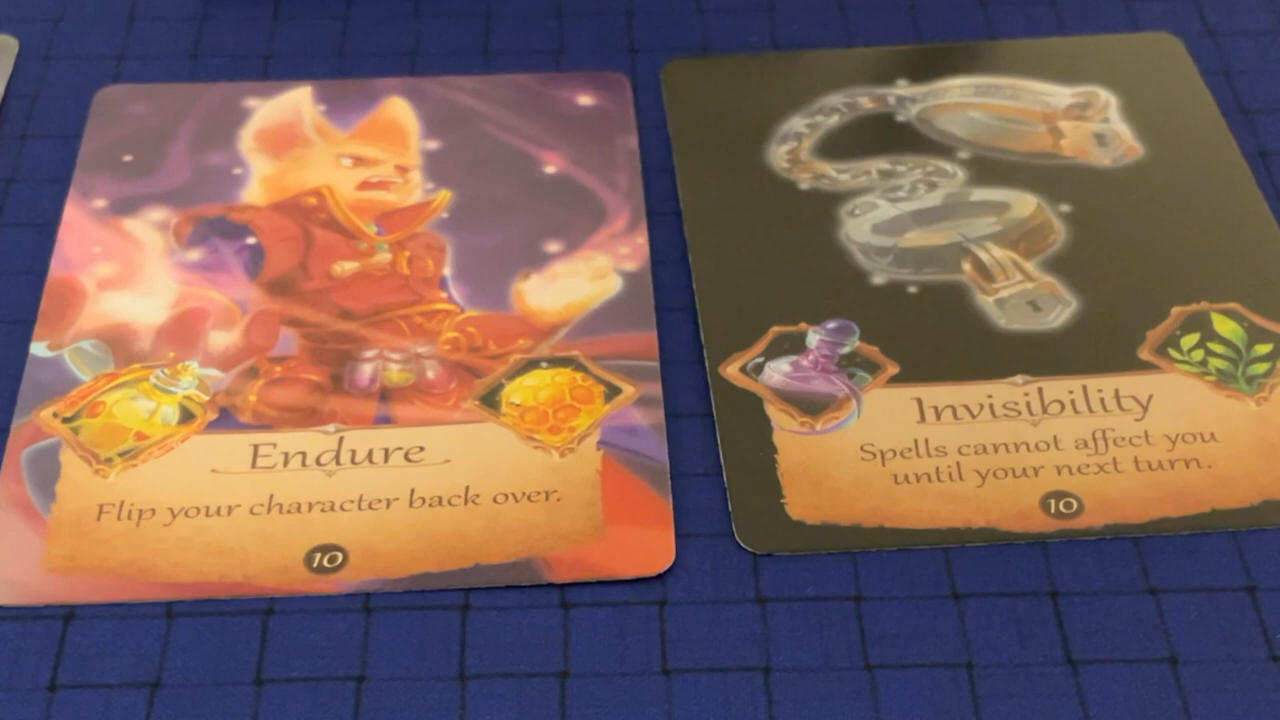 Endure
Flip your character back over.
10
Invisibility
Spells cannot affect you
until your next turn.
10